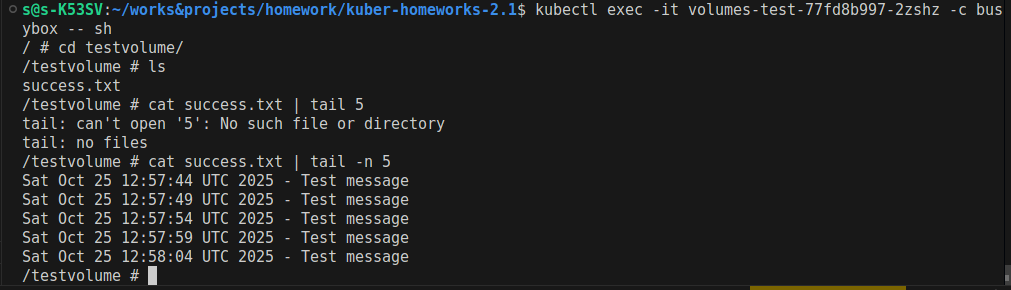 s@s-K53SV:~/works&projects/homework/kuber-homeworks-2.1$ kubectl exec -it volumes-test-77fd8b997-2zshz -c bus
ybox -- sh
/ # cd testvolume/
/testvolume # ls
success.txt
/testvolume # cat success.txt | tail 5
tail: can't open '5': No such file or directory
tail: no files
/testvolume # cat success.txt | tail -n 5
Sat Oct 25 12:57:44 UTC 2025 - Test message
Sat Oct 25 12:57:49 UTC 2025 - Test message
Sat Oct 25 12:57:54 UTC 2025 - Test message
Sat Oct 25 12:57:59 UTC 2025 - Test message
Sat Oct 25 12:58:04 UTC 2025 - Test message
/testvolume #